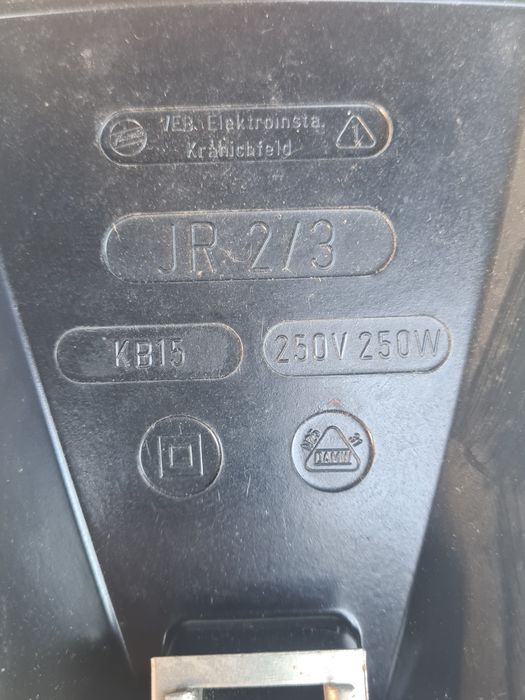 VEB. Elektroinsta.
Kranichfeld
JR 2/3
KB15
250V 250W
DAMW